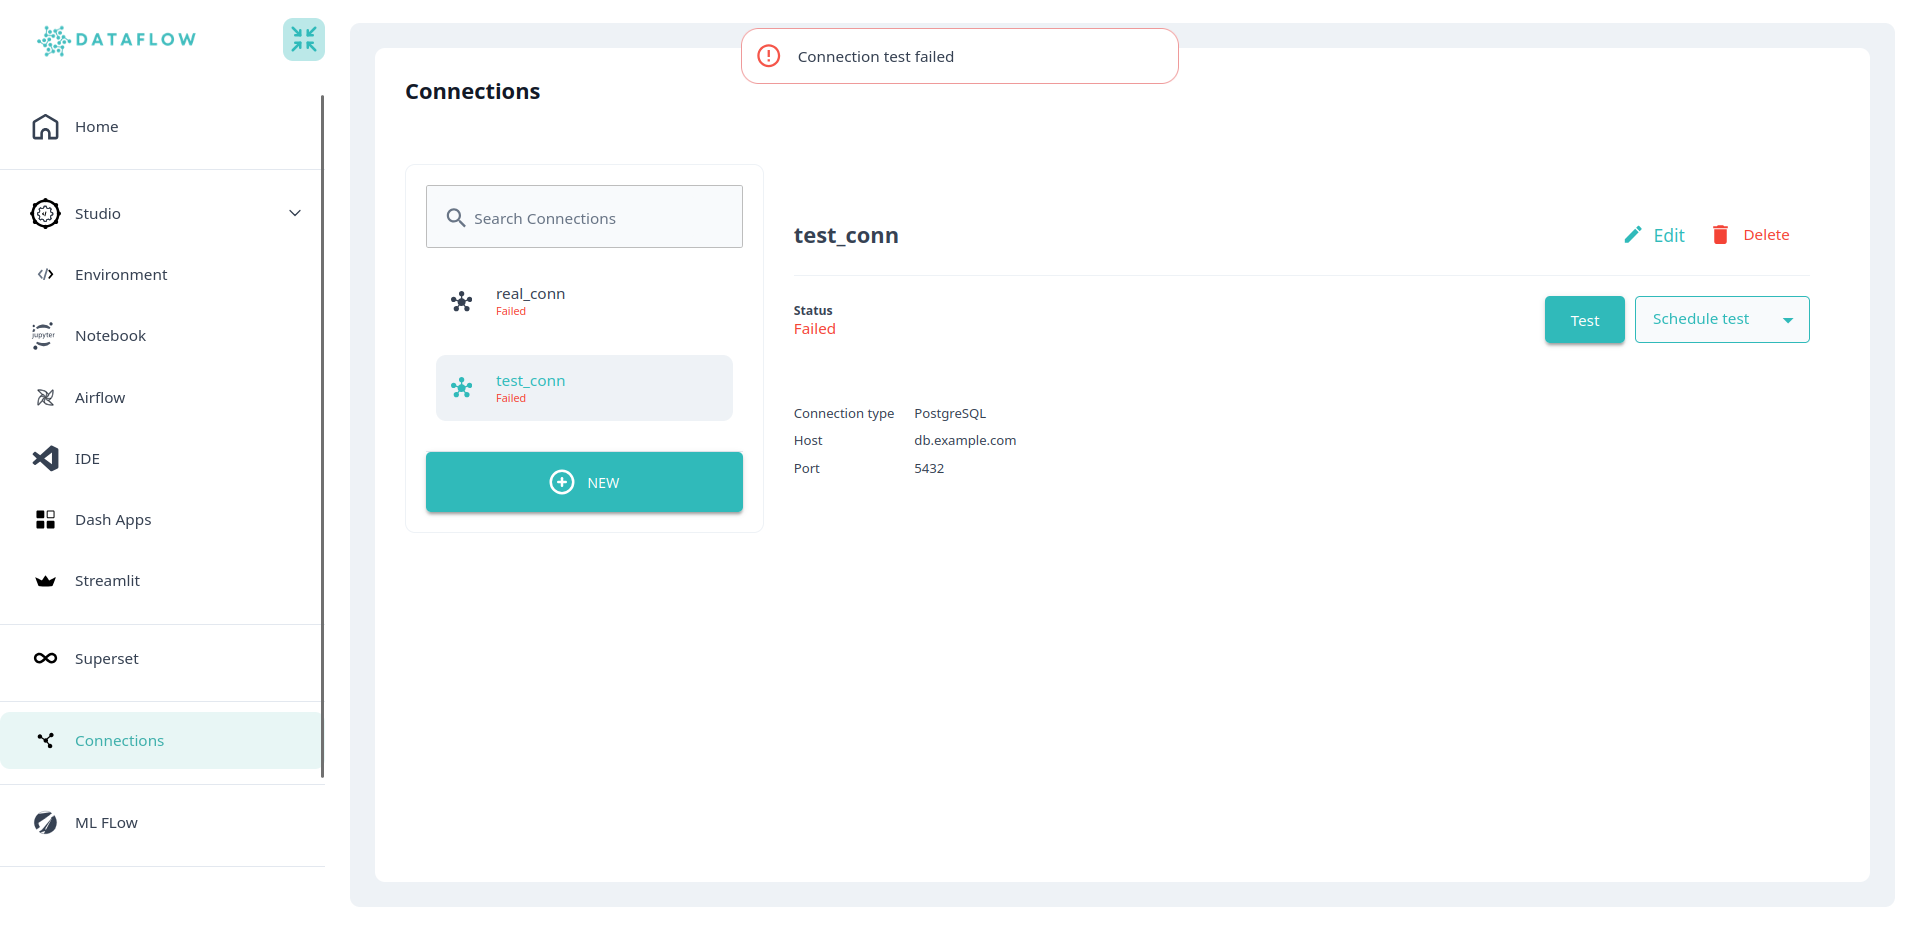 DATAFLOW
Connection test failed
Connections
Home
Studio
Environment
jupyter
Notebook
Airflow
IDE
Dash Apps
Streamlit
Superset
Connections
ML FLow
Search Connections
real_conn
Failed
test_conn
Failed
NEW
test_conn
Edit
Delete
Status
Failed
Test
Schedule test
Connection type PostgreSQL
Host db.example.com
Port 5432